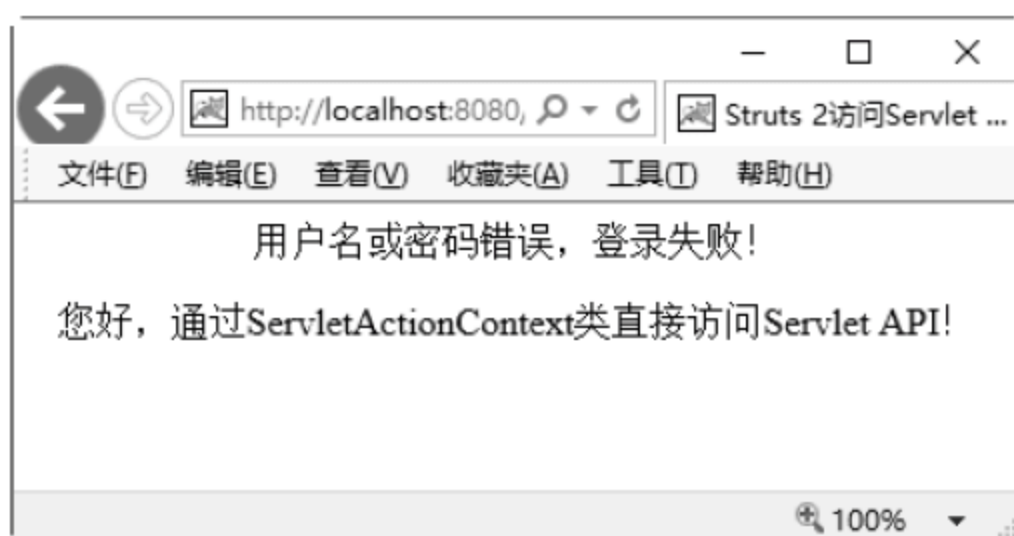 http://localhost:8080/
Struts 2访问Servlet ...
文件(F) 编辑(E) 查看(V) 收藏夹(A) 工具(T) 帮助(H)
用户名或密码错误，登录失败！
您好，通过ServletActionContext类直接访问Servlet API！
100%